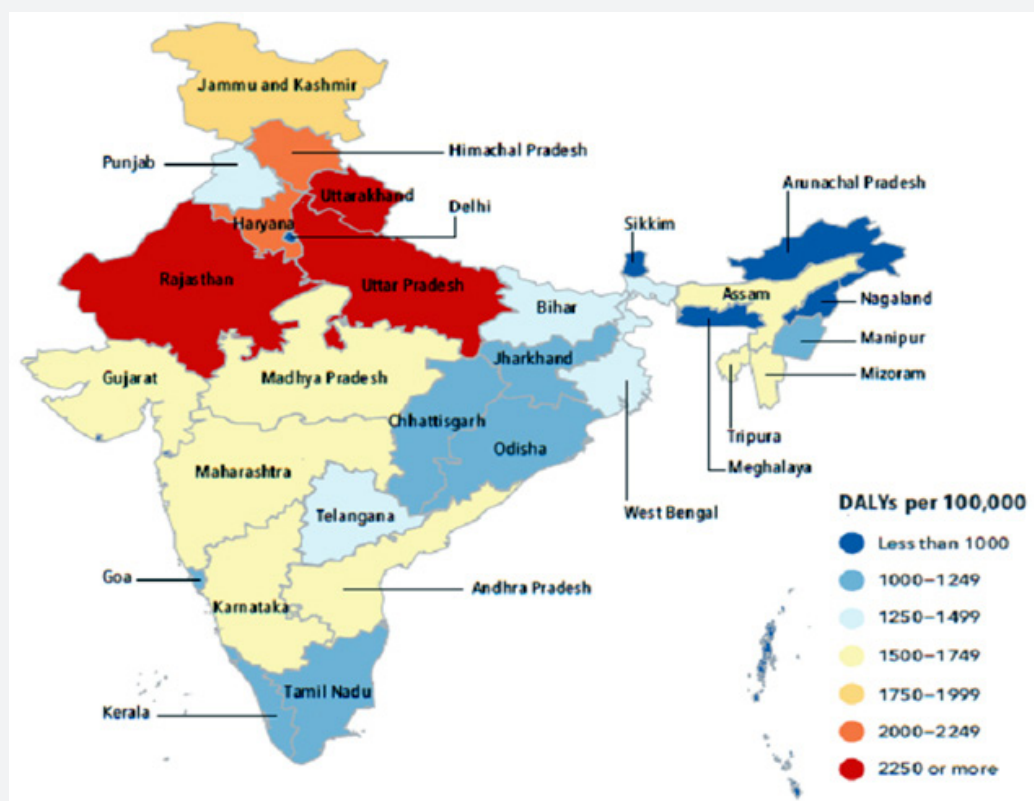 Jammu and Kashmir
Punjab
Himachal Pradesh
Uttarakhand
Arunachal Pradesh
Delhi
Sikkim
Haryana
Rajasthan
Uttar Pradesh
Assam
Nagaland
Bihar
Manipur
Jharkhand
Gujarat
Madhya Pradesh
Mizoram
Chhattisgarh
Odisha
Tripura
Maharashtra
Meghalaya
Telangana
West Bengal
Goa
Andhra Pradesh
Karnataka
Tamil Nadu
Kerala
DALYs per 100,000
Less than 1000
1000–1249
1250–1499
1500–1749
1750–1999
2000–2249
2250 or more